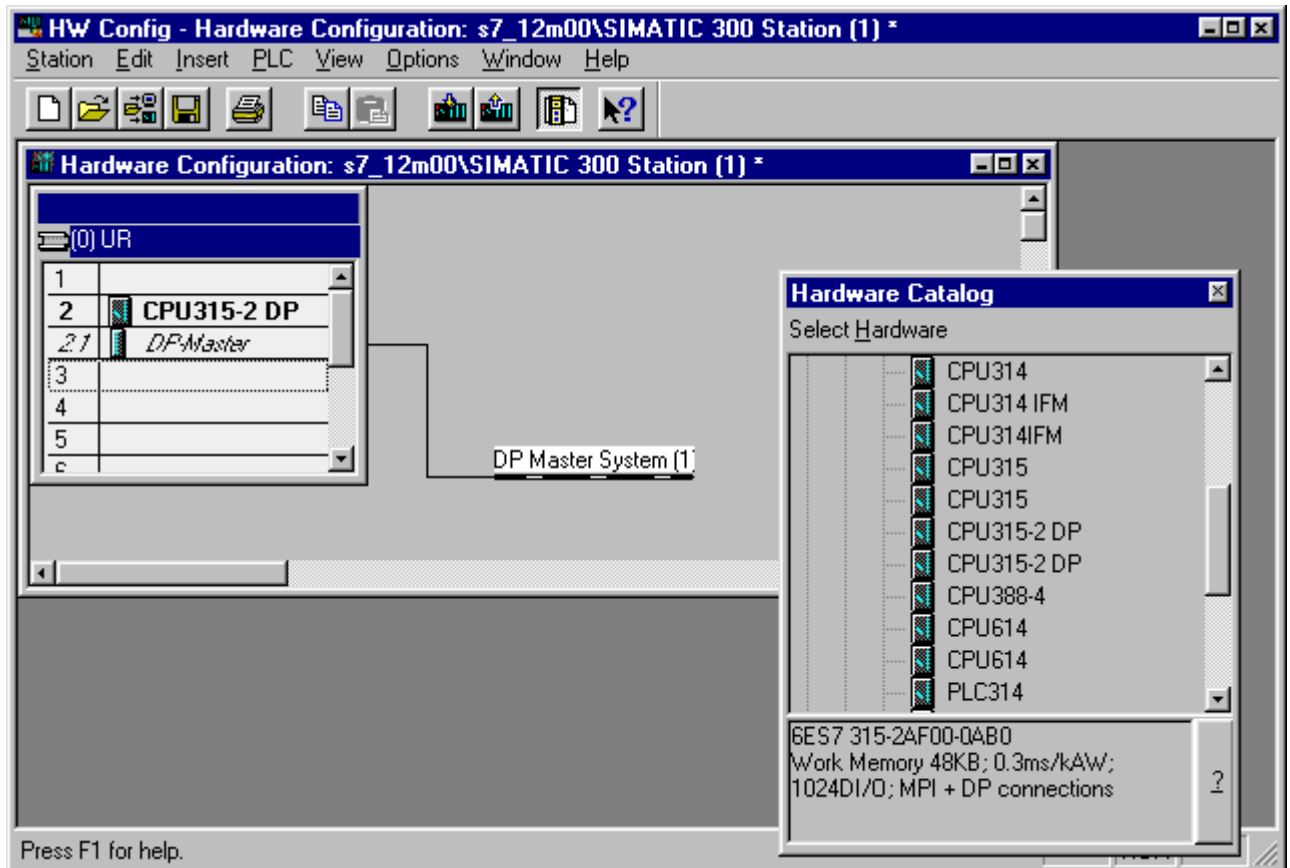 HW Config - Hardware Configuration: s7_12m00\SIMATIC 300 Station (1) *
Station Edit Insert PLC View Options Window Help
Hardware Configuration: s7_12m00\SIMATIC 300 Station (1) *
(0) UR
1
2 CPU315-2 DP
2.1 DP-Master
3
4
5
DP Master System (1)
Hardware Catalog
Select Hardware
CPU314
CPU314 IFM
CPU314IFM
CPU315
CPU315
CPU315-2 DP
CPU315-2 DP
CPU388-4
CPU614
CPU614
PLC314
6ES7 315-2AF00-0AB0
Work Memory 48KB; 0.3ms/kAW;
1024DI/O; MPI + DP connections
?
Press F1 for help.